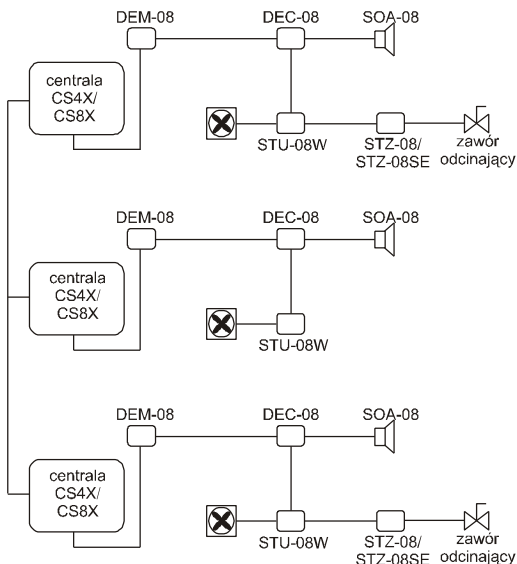 DEM-08 DEC-08 SOA-08
centrala
CS4X/
CS8X
STU-08W STZ-08/ zawór
STZ-08SE odcinający
DEM-08 DEC-08 SOA-08
centrala
CS4X/
CS8X
STU-08W
DEM-08 DEC-08 SOA-08
centrala
CS4X/
CS8X
STU-08W STZ-08/ zawór
STZ-08SE odcinający